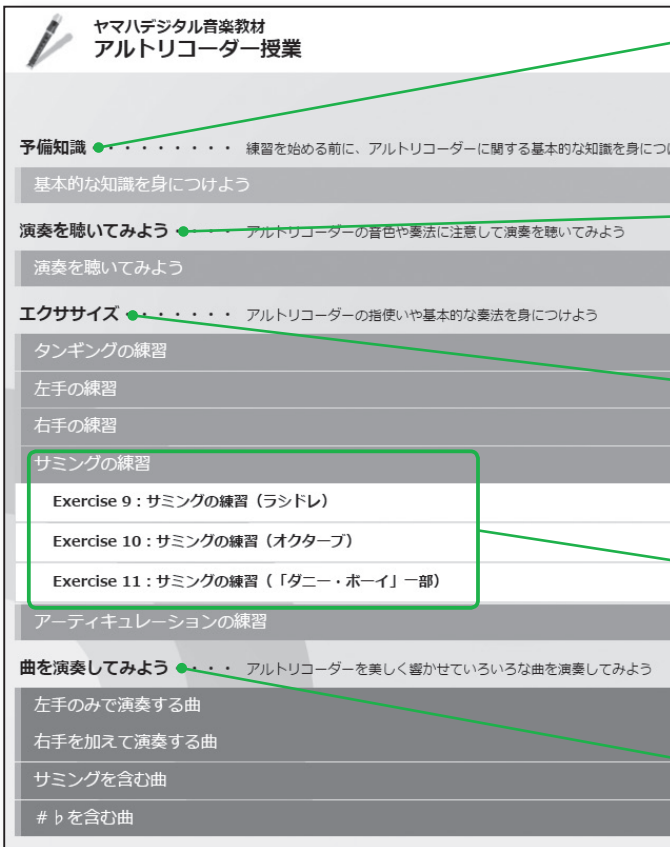 ヤマハデジタル音楽教材
アルトリコーダー授業
予備知識 ・・・・・・・・・ 練習を始める前に、アルトリコーダーに関する基本的な知識を身につ
基本的な知識を身につけよう
演奏を聴いてみよう ・・・・ アルトリコーダーの音色や奏法に注意して演奏を聴いてみよう
演奏を聴いてみよう
エクササイズ ・・・・・・・ アルトリコーダーの指使いや基本的な奏法を身につけよう
タンギングの練習
左手の練習
右手の練習
サミングの練習
Exercise 9：サミングの練習（ラシドレ）
Exercise 10：サミングの練習（オクターブ）
Exercise 11：サミングの練習（「ダニー・ボーイ」一部）
アーティキュレーションの練習
曲を演奏してみよう ・・・・ アルトリコーダーを美しく響かせていろいろな曲を演奏してみよう
左手のみで演奏する曲
右手を加えて演奏する曲
サミングを含む曲
＃♭を含む曲